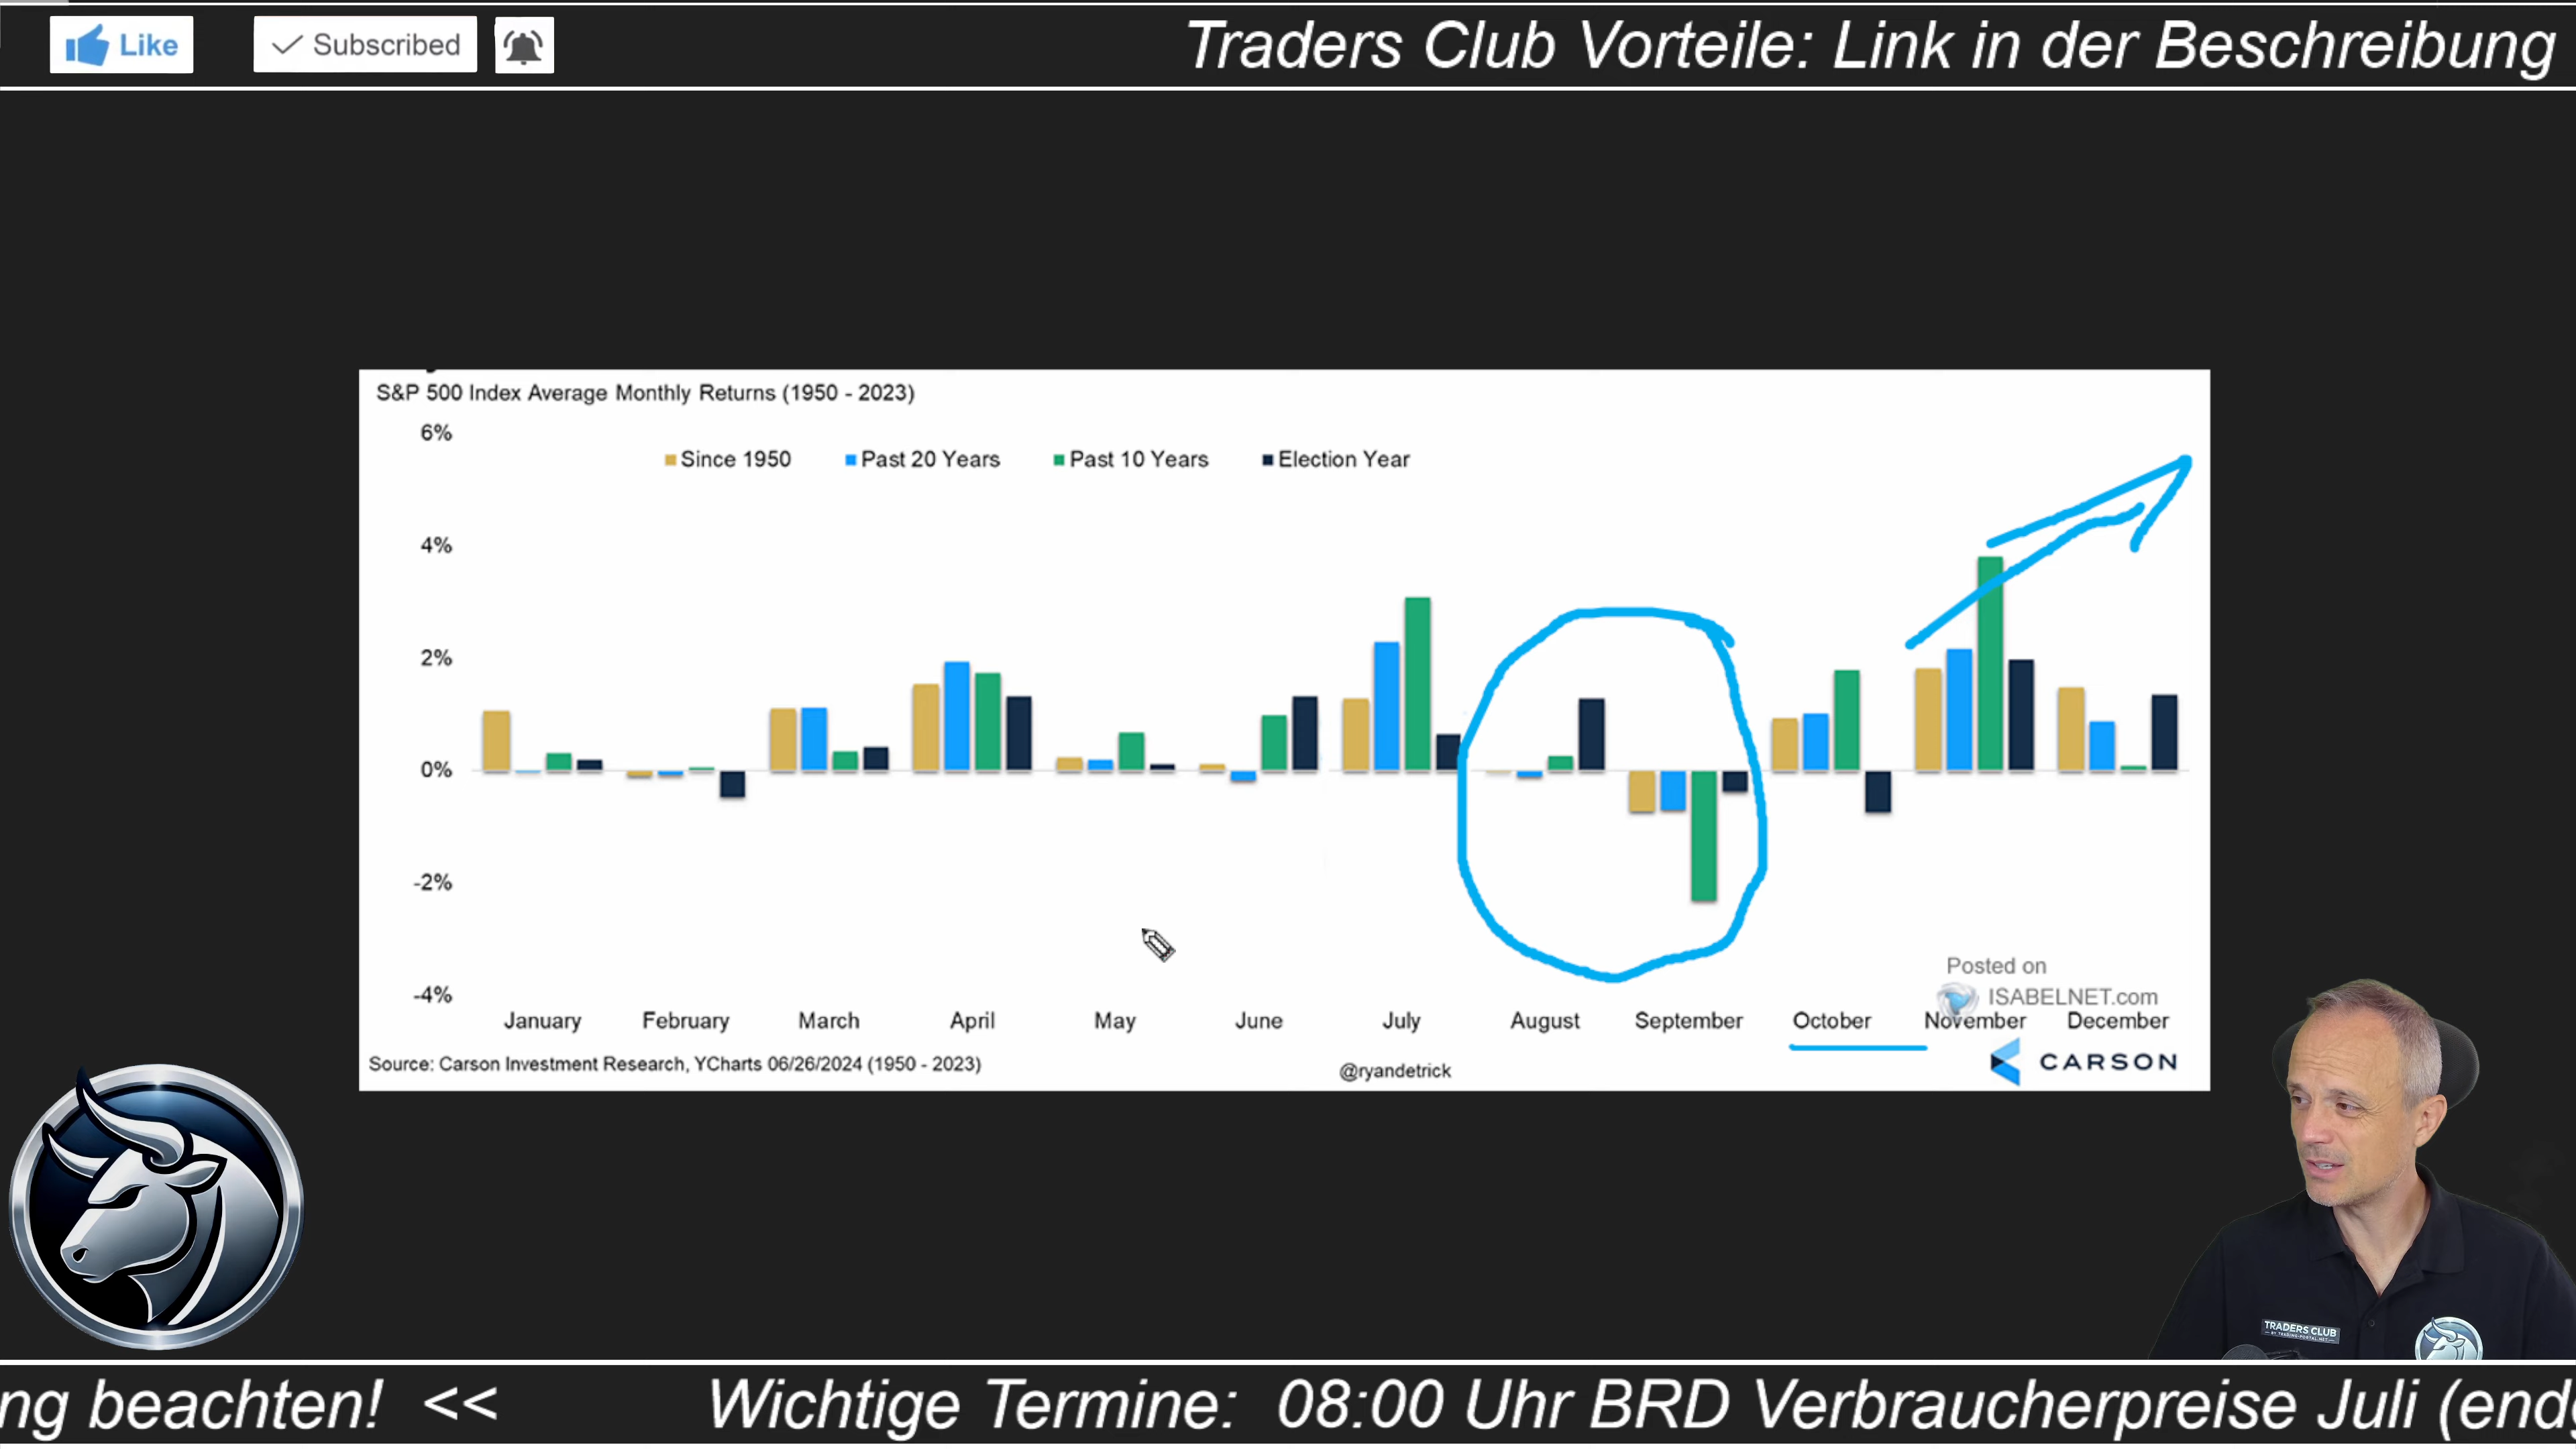 Like
Subscribed
Traders Club Vorteile: Link in der Beschreibung
S&P 500 Index Average Monthly Returns (1950 - 2023)
6%
Since 1950 Past 20 Years Past 10 Years Election Year
4%
2%
0%
-2%
-4%
Posted on
ISABELNET.com
January February March April May June July August September October November December
Source: Carson Investment Research, YCharts 06/26/2024 (1950 - 2023)
@ryandetrick
CARSON
TRADERS CLUB
ng beachten! << Wichtige Termine: 08:00 Uhr BRD Verbraucherpreise Juli (end